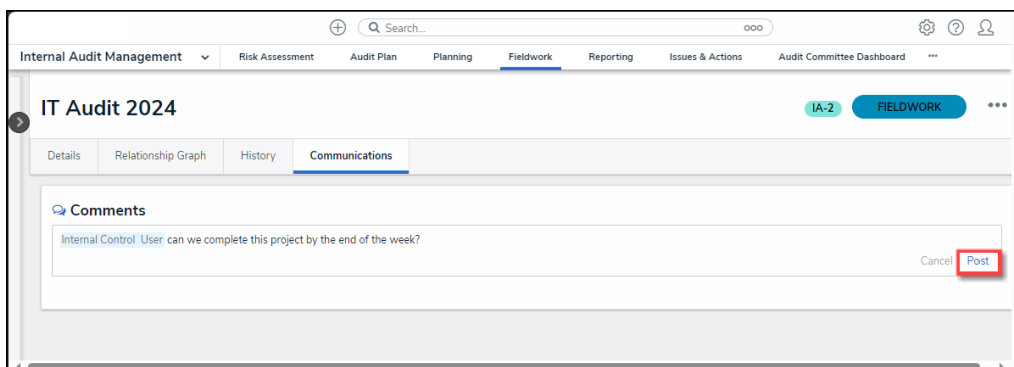 Search...
Internal Audit Management Risk Assessment Audit Plan Planning Fieldwork Reporting Issues & Actions Audit Committee Dashboard
IT Audit 2024 IA-2 FIELDWORK
Details Relationship Graph History Communications
Comments
Internal Control User can we complete this project by the end of the week?
Cancel Post